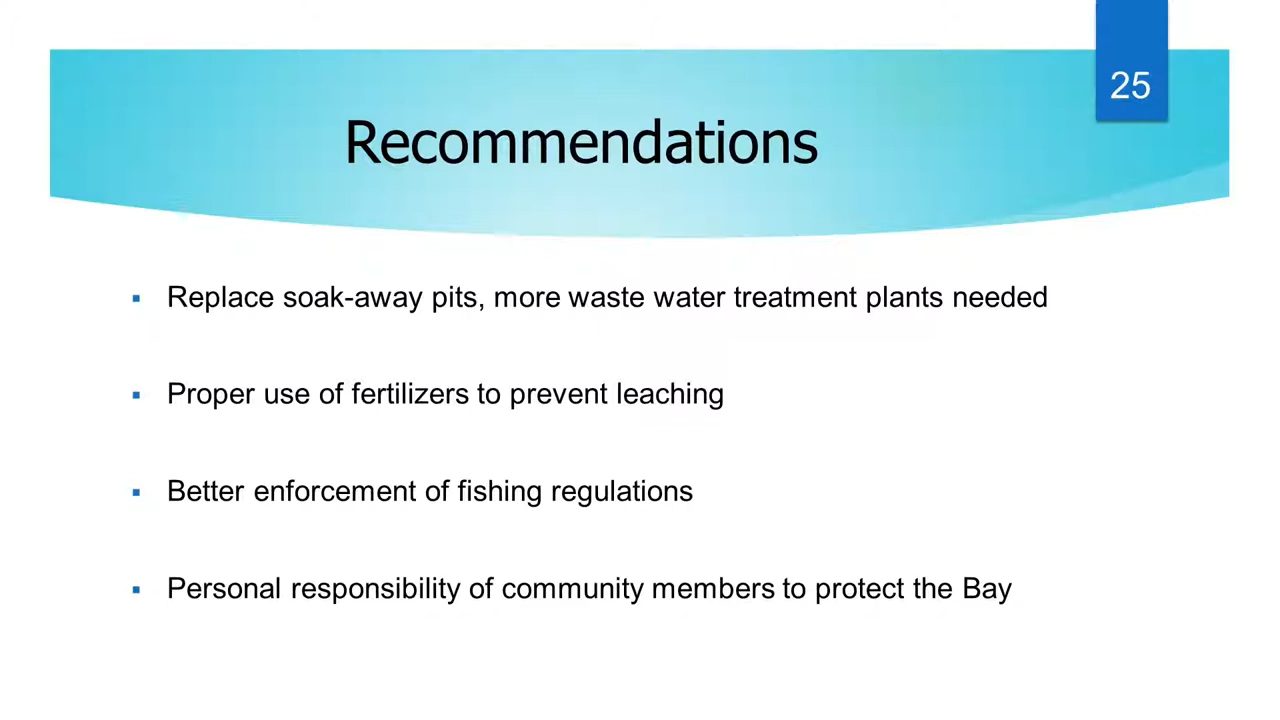 25
Recommendations
▪ Replace soak-away pits, more waste water treatment plants needed
▪ Proper use of fertilizers to prevent leaching
▪ Better enforcement of fishing regulations
▪ Personal responsibility of community members to protect the Bay